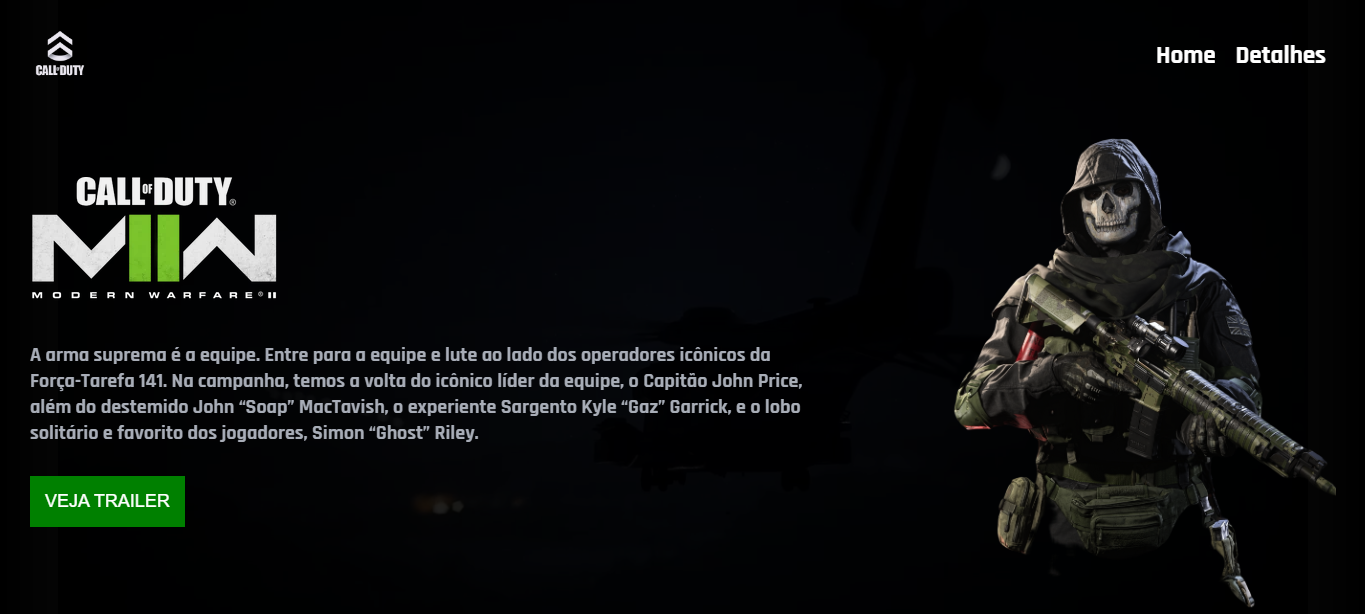 CALL OF DUTY
Home Detalhes
CALL OF DUTY®
MIIW
MODERN WARFARE® II
A arma suprema é a equipe. Entre para a equipe e lute ao lado dos operadores icônicos da
Força-Tarefa 141. Na campanha, temos a volta do icônico líder da equipe, o Capitão John Price,
além do destemido John “Soap” MacTavish, o experiente Sargento Kyle “Gaz” Garrick, e o lobo
solitário e favorito dos jogadores, Simon “Ghost” Riley.
VEJA TRAILER